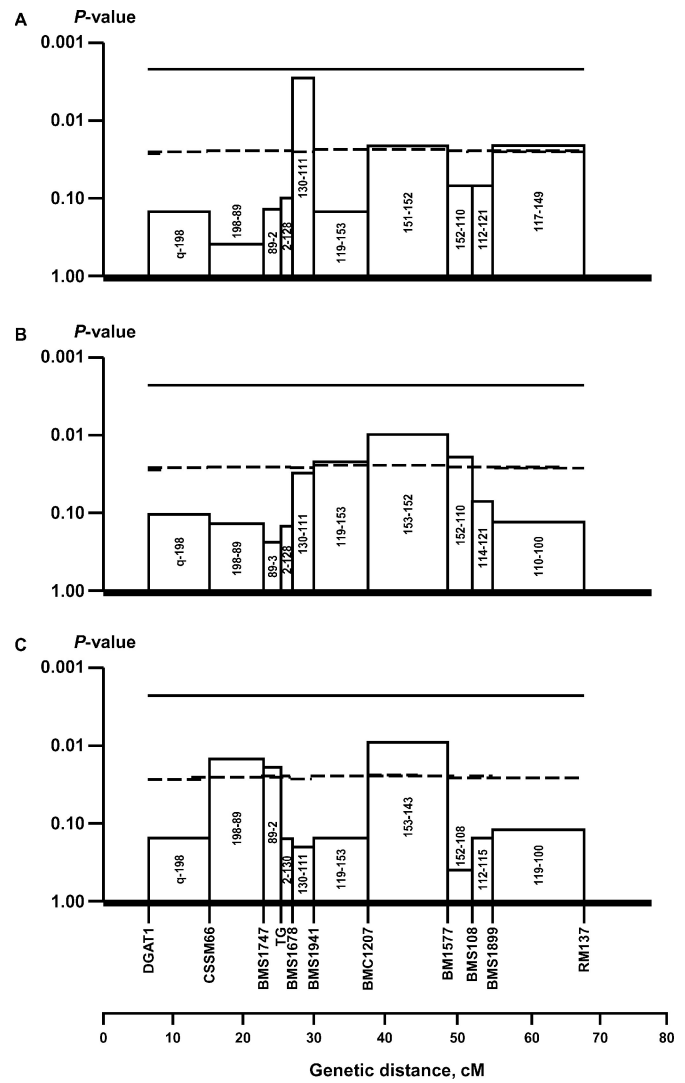 A P-value
0.001
0.01
0.10
1.00
q-198
198-89
89-2
2-128
130-111
119-153
151-152
152-110
112-121
117-149
B P-value
0.001
0.01
0.10
1.00
q-198
198-89
89-3
2-128
130-111
119-153
153-152
152-110
114-121
110-100
C P-value
0.001
0.01
0.10
1.00
q-198
198-89
89-2
2-130
130-111
119-153
153-143
152-108
112-115
119-100
DGAT1
CSSM66
BMS1747
TG
BMS1678
BMS1941
BMC1207
BM1577
BMS108
BMS1899
RM137
0 10 20 30 40 50 60 70 80
Genetic distance, cM